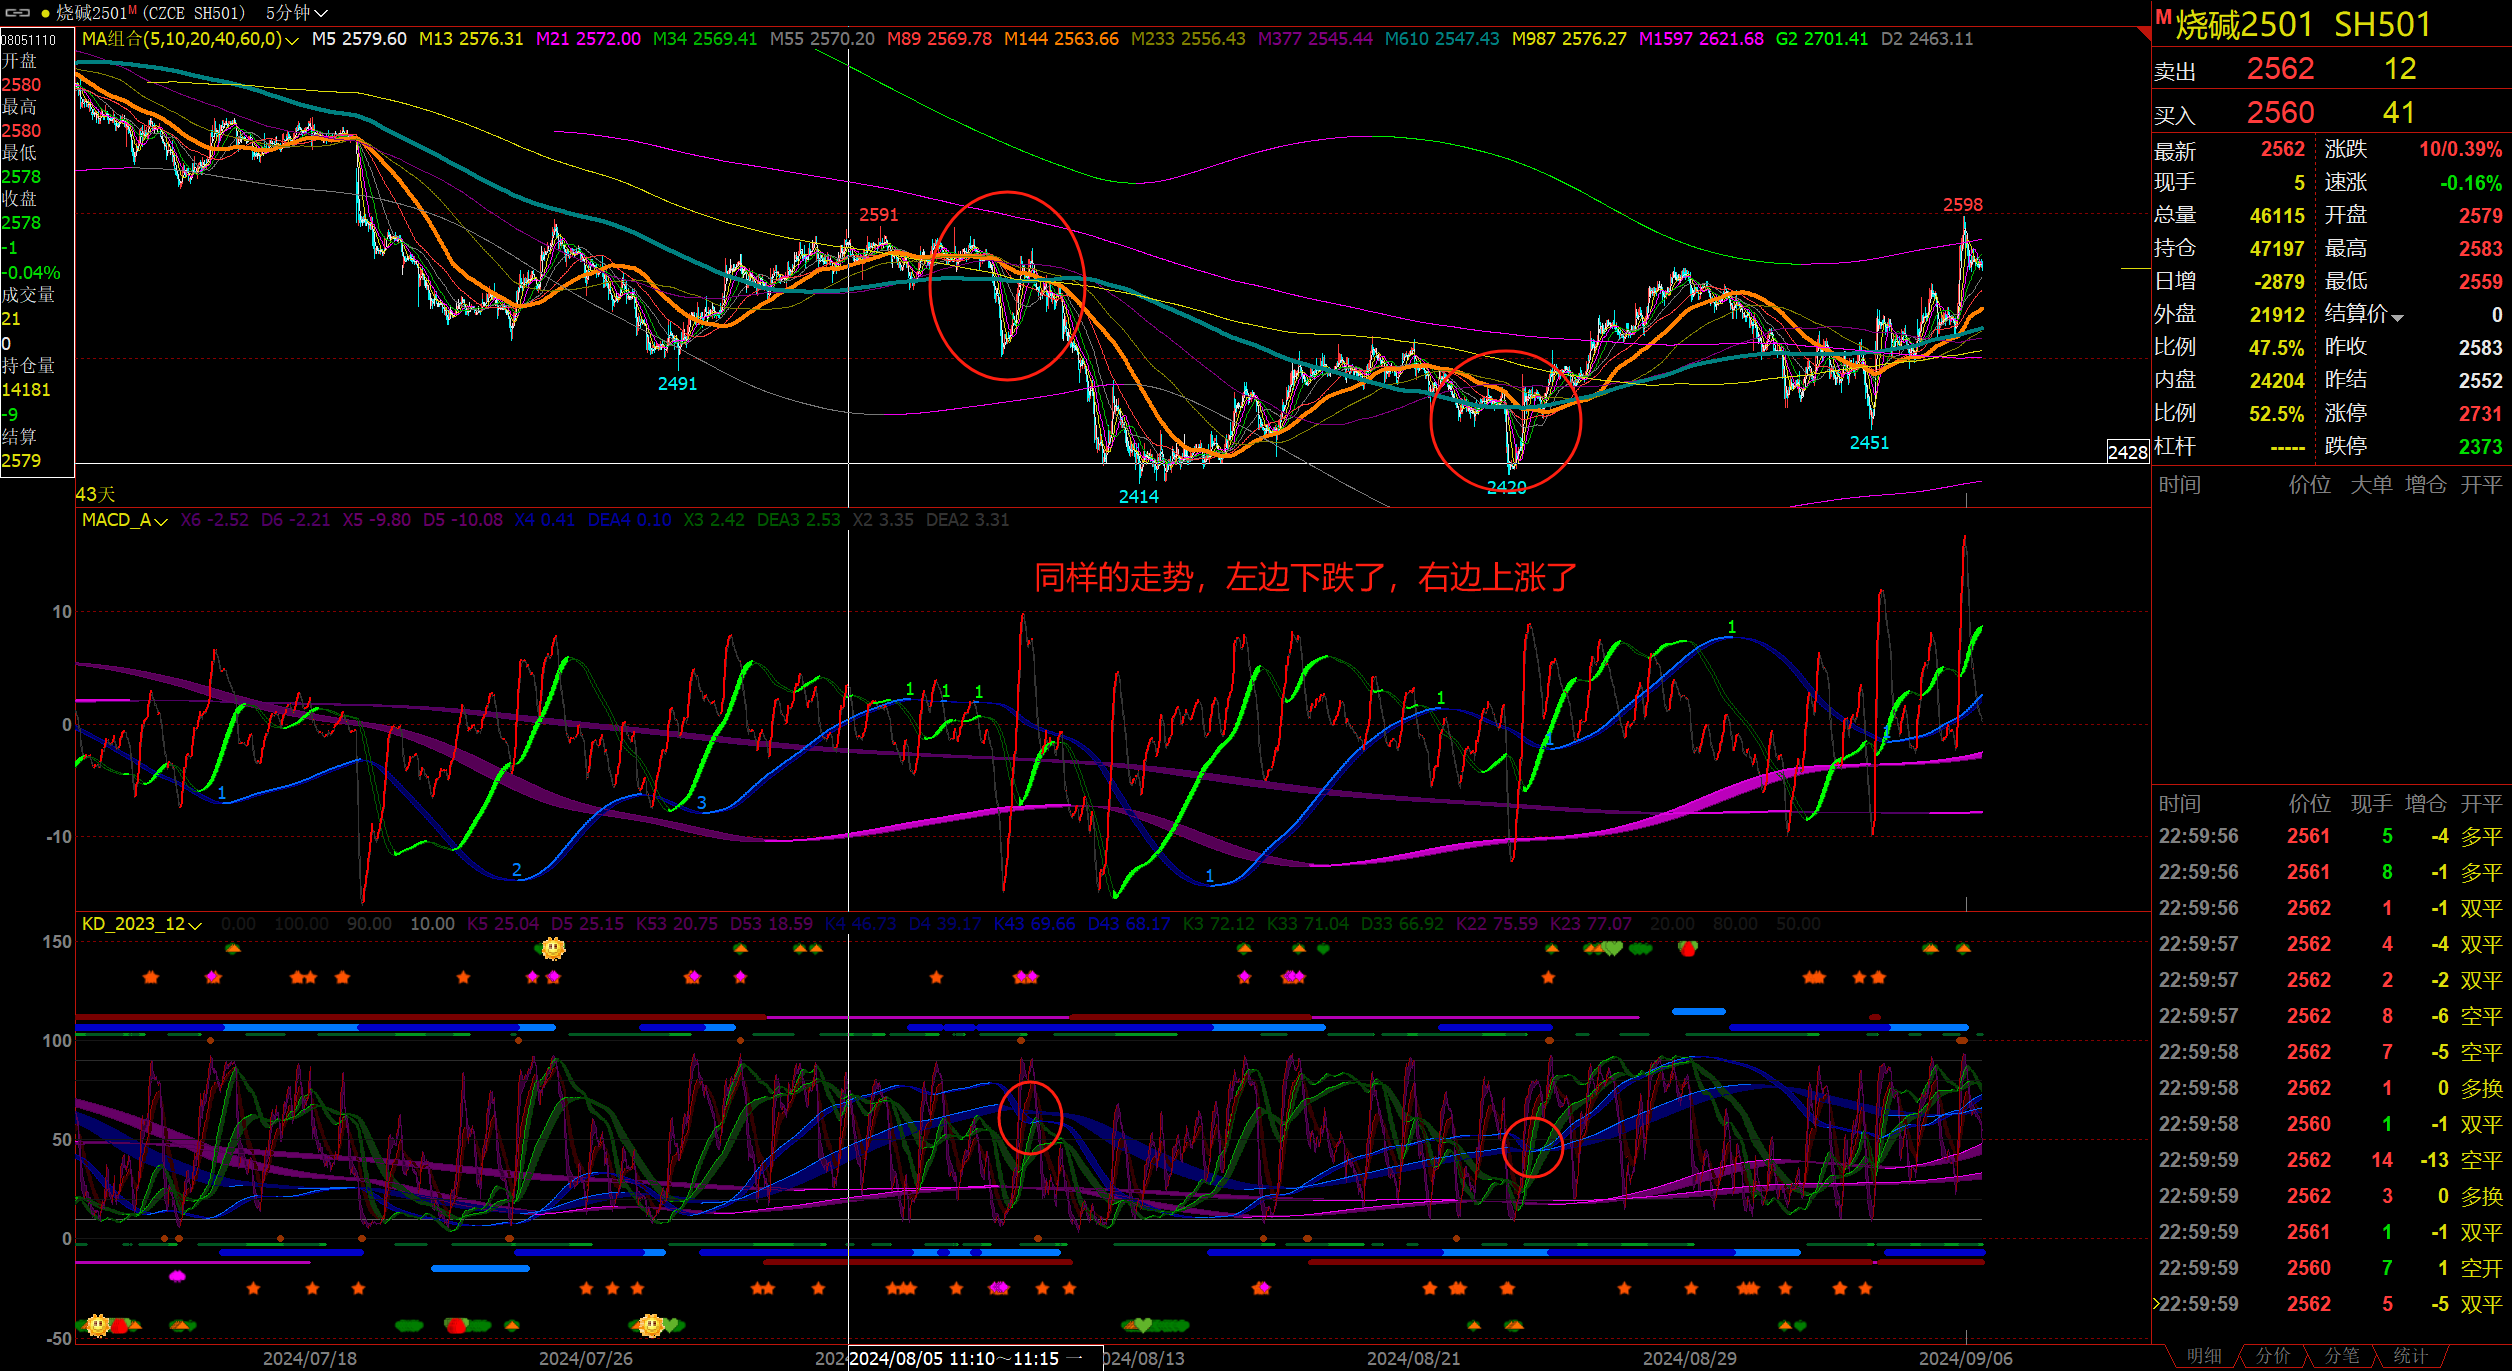 烧碱2501M (CZCE SH501) 5分钟
MA组合(5,10,20,40,60,0) M5 2579.60 M13 2576.31 M21 2572.00 M34 2569.41 M55 2570.20 M89 2569.78 M144 2563.66 M233 2556.43 M377 2545.44 M610 2547.43 M987 2576.27 M1597 2621.68 G2 2701.41 D2 2463.11
08051110
开盘
2580
最高
2580
最低
2578
收盘
2578
-1
-0.04%
成交量
21
0
持仓量
14181
-9
结算
2579
2591
2491
2414
2420
2451
2598
2428
43天
MACD_A X6 -2.52 D6 -2.21 X5 -9.80 D5 -10.08 X4 0.41 DEA4 0.10 X3 2.42 DEA3 2.53 X2 3.35 DEA2 3.31
同样的走势，左边下跌了，右边上涨了
10
0
-10
1
2
3
1
1
1
1
1
1
1
1
KD_2023_12 0.00 100.00 90.00 10.00 K5 25.04 D5 25.15 K53 20.75 D53 18.59 K4 46.73 D4 39.17 K43 69.66 D43 68.17 K3 72.12 K33 71.04 D33 66.92 K22 75.59 K23 77.07 20.00 80.00 50.00
150
100
50
0
-50
2024/07/18 2024/07/26 2024/08/05 11:10～11:15 一 2024/08/13 2024/08/21 2024/08/29 2024/09/06
M烧碱2501 SH501
卖出 2562 12
买入 2560 41
最新 2562 涨跌 10/0.39%
现手 5 速涨 -0.16%
总量 46115 开盘 2579
持仓 47197 最高 2583
日增 -2879 最低 2559
外盘 21912 结算价 0
比例 47.5% 昨收 2583
内盘 24204 昨结 2552
比例 52.5% 涨停 2731
杠杆 ----- 跌停 2373
时间 价位 大单 增仓 开平
时间 价位 现手 增仓 开平
22:59:56 2561 5 -4 多平
22:59:56 2561 8 -1 多平
22:59:56 2562 1 -1 双平
22:59:57 2562 4 -4 双平
22:59:57 2562 2 -2 双平
22:59:57 2562 8 -6 空平
22:59:58 2562 7 -5 空平
22:59:58 2562 1 0 多换
22:59:58 2560 1 -1 双平
22:59:59 2562 14 -13 空平
22:59:59 2562 3 0 多换
22:59:59 2561 1 -1 双平
22:59:59 2560 7 1 空开
22:59:59 2562 5 -5 双平
明细 分价 分笔 统计